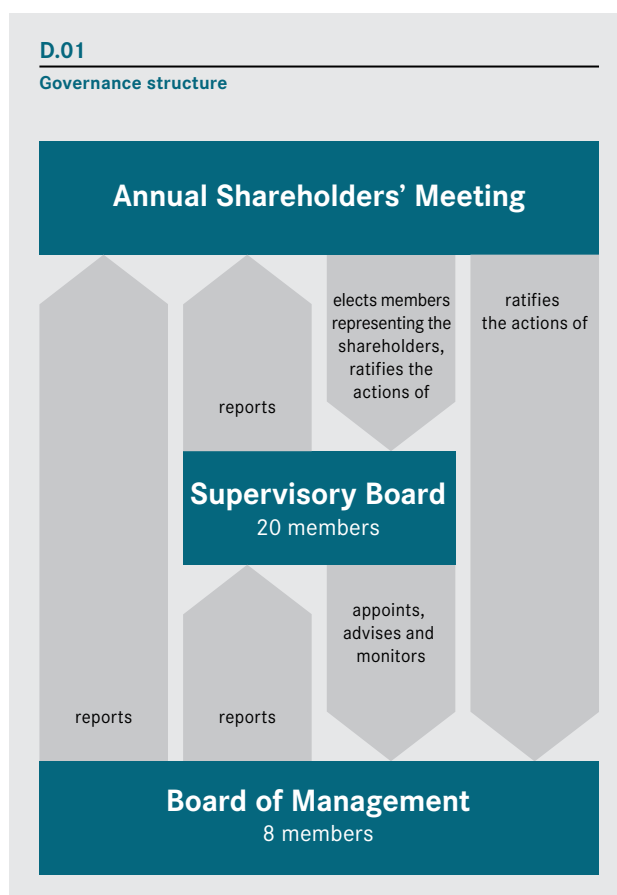 D.01
Governance structure
Annual Shareholders’ Meeting
elects members
representing the
shareholders,
ratifies the
actions of
ratifies
the actions of
reports
Supervisory Board
20 members
appoints,
advises and
monitors
reports
reports
Board of Management
8 members